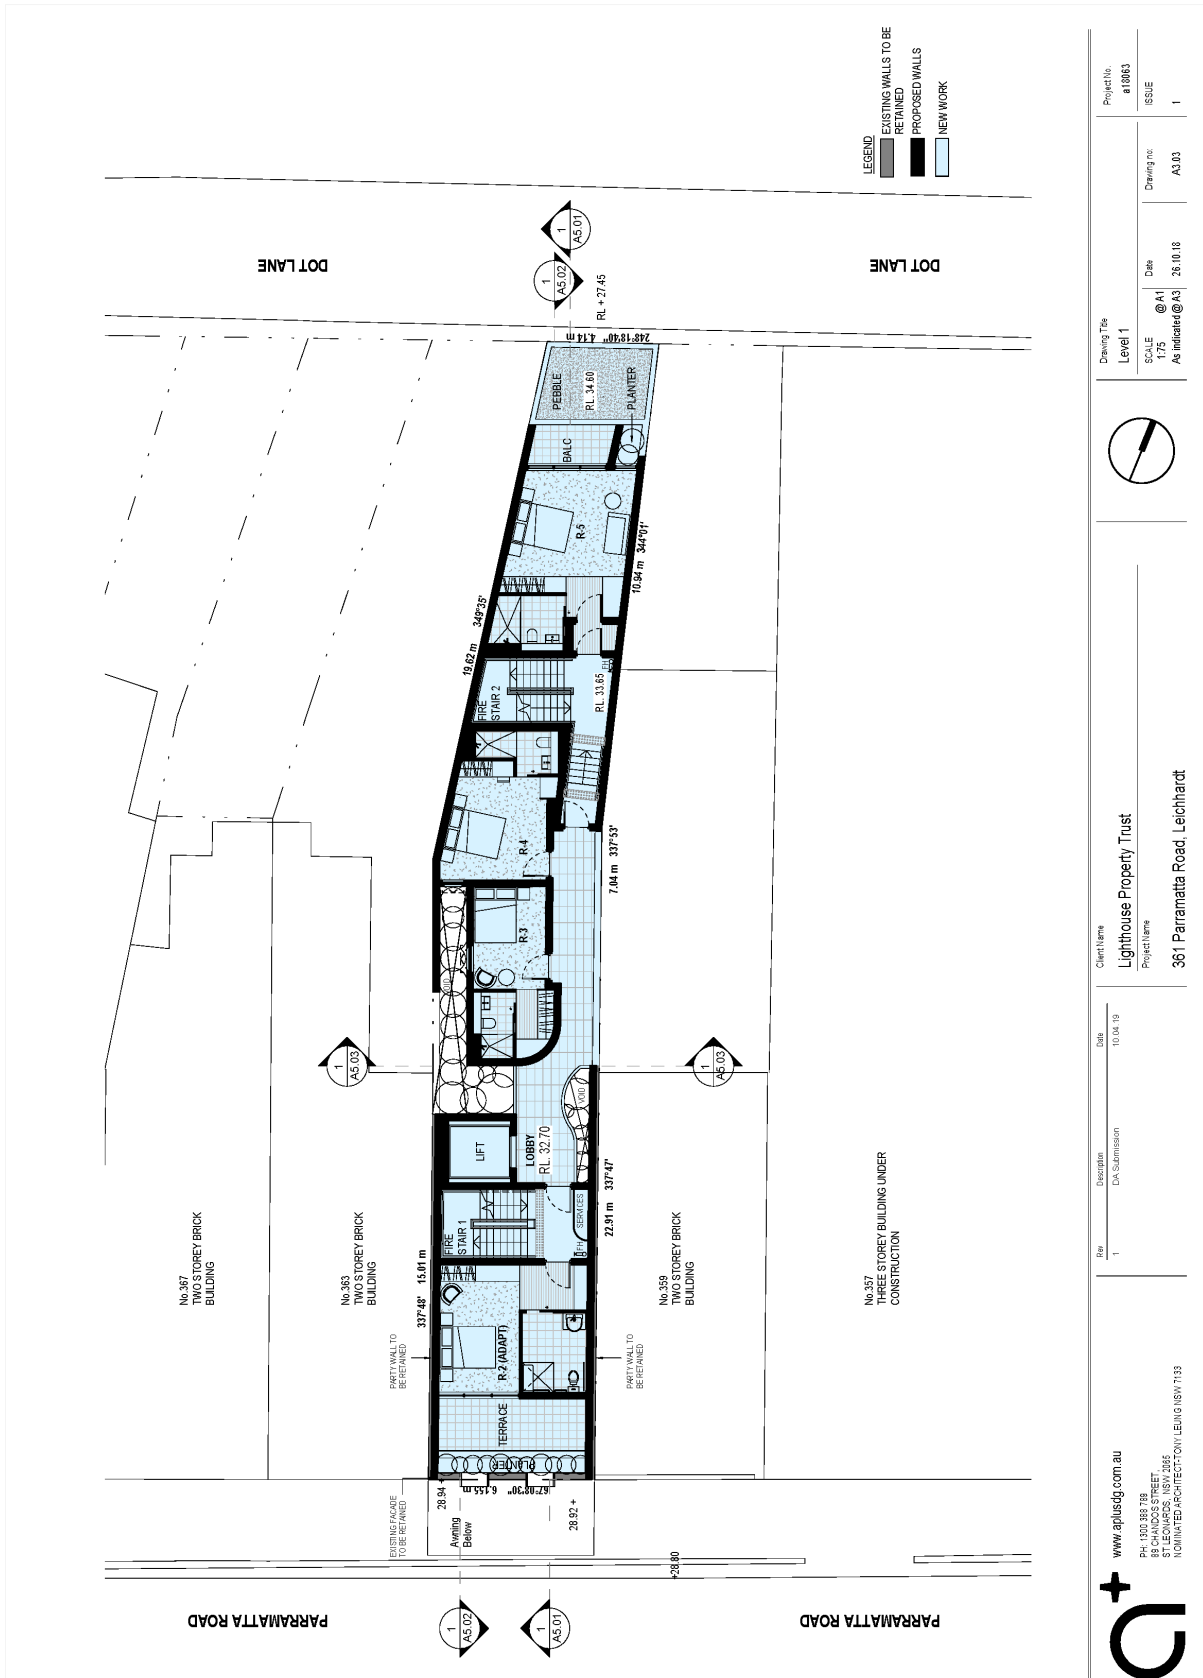 LEGEND
EXISTING WALLS TO BE
RETAINED
PROPOSED WALLS
NEW WORK
DOT LANE
DOT LANE
1
A5.01
1
A5.02
RL + 27.45
248°18'40" 4.14 m
PEBBLE
RL. 34.60
PLANTER
BALC
R-5
10.94 m 344°01'
19.62 m 349°35'
FIRE
STAIR 2
FH
RL. 33.65
R-4
7.04 m 337°53'
R-3
VOID
1
A5.03
1
A5.03
VOID
LIFT
LOBBY
RL. 32.70
22.91 m 337°47'
FIRE
STAIR 1
SERVICES
FH
337°48' 15.01 m
R-2 (ADAPT)
TERRACE
PLANTER
PARTY WALL TO
BE RETAINED
PARTY WALL TO
BE RETAINED
No.367
TWO STOREY BRICK
BUILDING
No.363
TWO STOREY BRICK
BUILDING
No.359
TWO STOREY BRICK
BUILDING
No.357
THREE STOREY BUILDING UNDER
CONSTRUCTION
EXISTING FACADE
TO BE RETAINED
28.94 +
67°08'30" 6.155 m
28.92 +
Awning
Below
+28.80
1
A5.02
1
A5.01
PARRAMATTA ROAD
PARRAMATTA ROAD
www.aplusdg.com.au
PH: 1300 388 789
89 CHANDOS STREET,
ST LEONARDS, NSW 2065
NOMINATED ARCHITECT-TONY LEUNG NSW 7133
Rev
Description
Date
1
DA Submission
10.04.19
Client Name
Lighthouse Property Trust
Project Name
361 Parramatta Road, Leichhardt
Drawing Title
Level 1
SCALE
1:75 @ A1
As indicated @ A3
Date
26.10.18
Drawing no:
A3.03
Project No.
a18063
ISSUE
1